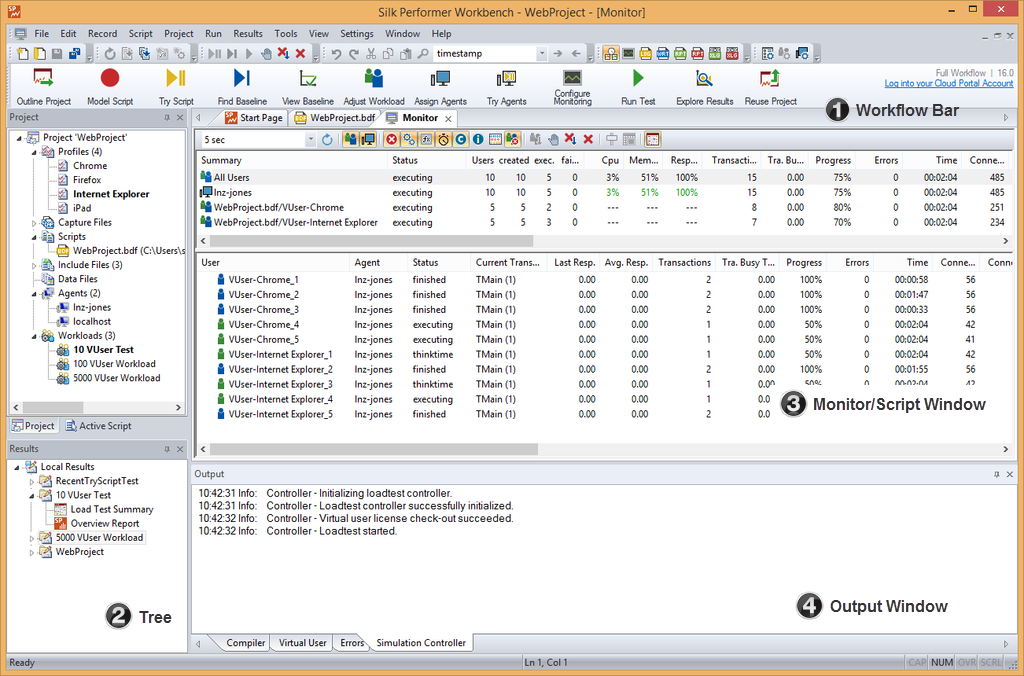 Silk Performer Workbench - WebProject - [Monitor]
File Edit Record Script Project Run Results Tools View Settings Window Help
timestamp
Outline Project Model Script Try Script Find Baseline View Baseline Adjust Workload Assign Agents Try Agents Configure Monitoring Run Test Explore Results Reuse Project
Full Workflow | 16.0
Log into your Cloud Portal Account
1 Workflow Bar
Project
Project 'WebProject'
Profiles (4)
Chrome
Firefox
Internet Explorer
iPad
Capture Files
Scripts
WebProject.bdf (C:\Users\s
Include Files (3)
Data Files
Agents (2)
lnz-jones
localhost
Workloads (3)
10 VUser Test
100 VUser Workload
5000 VUser Workload
Project Active Script
Results
Local Results
RecentTryScriptTest
10 VUser Test
Load Test Summary
Overview Report
5000 VUser Workload
WebProject
2 Tree
Start Page WebProject.bdf Monitor
5 sec
Summary Status Users created exec. fai... Cpu Mem... Resp... Transacti... Tra. Bu... Progress Errors Time Conne...
All Users executing 10 10 5 0 3% 51% 100% 15 0.00 75% 0 00:02:04 485
lnz-jones executing 10 10 5 0 3% 51% 100% 15 0.00 75% 0 00:02:04 485
WebProject.bdf/VUser-Chrome executing 5 5 2 0 --- --- --- 8 0.00 80% 0 00:02:04 251
WebProject.bdf/VUser-Internet Explorer executing 5 5 3 0 --- --- --- 7 0.00 70% 0 00:02:04 234
User Agent Status Current Trans... Last Resp. Avg. Resp. Transactions Tra. Busy T... Progress Errors Time Conne... Conn
VUser-Chrome_1 lnz-jones finished TMain (1) 0.00 0.00 2 0.00 100% 0 00:00:58 56
VUser-Chrome_2 lnz-jones finished TMain (1) 0.00 0.00 2 0.00 100% 0 00:01:47 56
VUser-Chrome_3 lnz-jones finished TMain (1) 0.00 0.00 2 0.00 100% 0 00:00:33 56
VUser-Chrome_4 lnz-jones executing TMain (1) 0.00 0.00 1 0.00 50% 0 00:02:04 42
VUser-Chrome_5 lnz-jones executing TMain (1) 0.00 0.00 1 0.00 50% 0 00:02:04 41
VUser-Internet Explorer_1 lnz-jones thinktime TMain (1) 0.00 0.00 1 0.00 50% 0 00:02:04 42
VUser-Internet Explorer_2 lnz-jones finished TMain (1) 0.00 0.00 2 0.00 100% 0 00:01:55 56
VUser-Internet Explorer_3 lnz-jones thinktime TMain (1) 0.00 0.00 1 0.00 50% 0 00:02:04 42
VUser-Internet Explorer_4 lnz-jones executing TMain (1) 0.00 0.00 1 0.0
VUser-Internet Explorer_5 lnz-jones finished TMain (1) 0.00 0.00 2 0.0
3 Monitor/Script Window
Output
10:42:31 Info: Controller - Initializing loadtest controller.
10:42:31 Info: Controller - Loadtest controller successfully initialized.
10:42:32 Info: Controller - Virtual user license check-out succeeded.
10:42:32 Info: Controller - Loadtest started.
4 Output Window
Compiler Virtual User Errors Simulation Controller
Ready Ln 1, Col 1 CAP NUM OVR SCRL